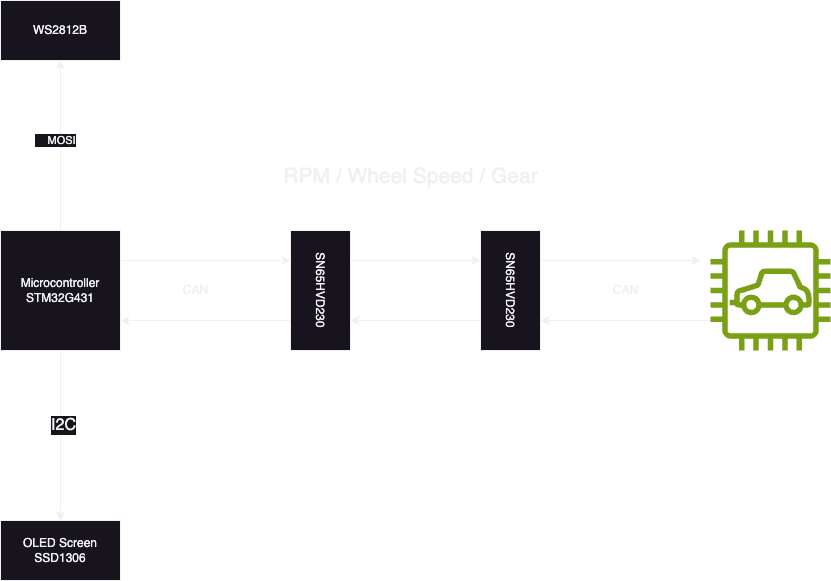 WS2812B
MOSI
RPM / Wheel Speed / Gear
Microcontroller
STM32G431
CAN
SN65HVD230
SN65HVD230
CAN
I2C
OLED Screen
SSD1306